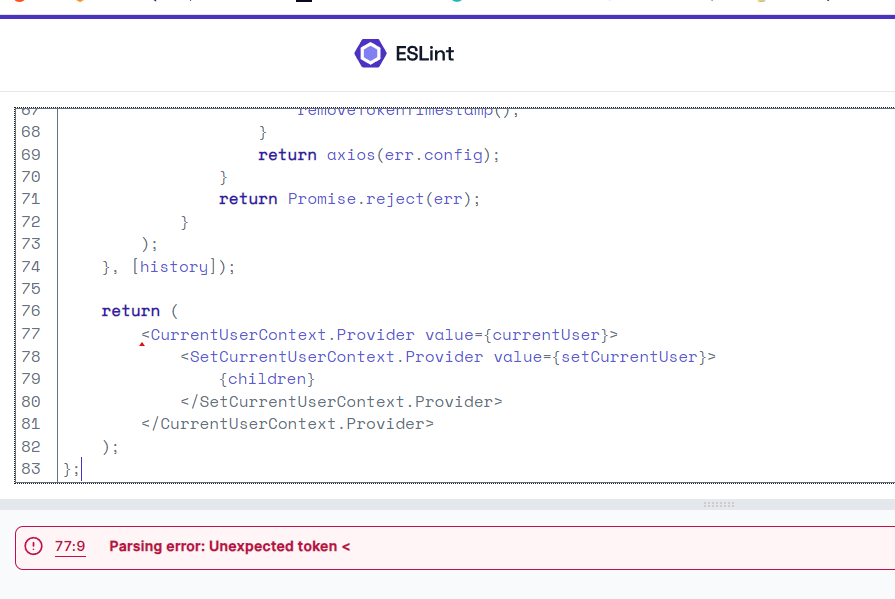 ESLint
67 removeTokenTimestamp();
68 }
69 return axios(err.config);
70 }
71 return Promise.reject(err);
72 }
73 );
74 }, [history]);
75
76 return (
77 <CurrentUserContext.Provider value={currentUser}>
78 <SetCurrentUserContext.Provider value={setCurrentUser}>
79 {children}
80 </SetCurrentUserContext.Provider>
81 </CurrentUserContext.Provider>
82 );
83 };
77:9 Parsing error: Unexpected token <